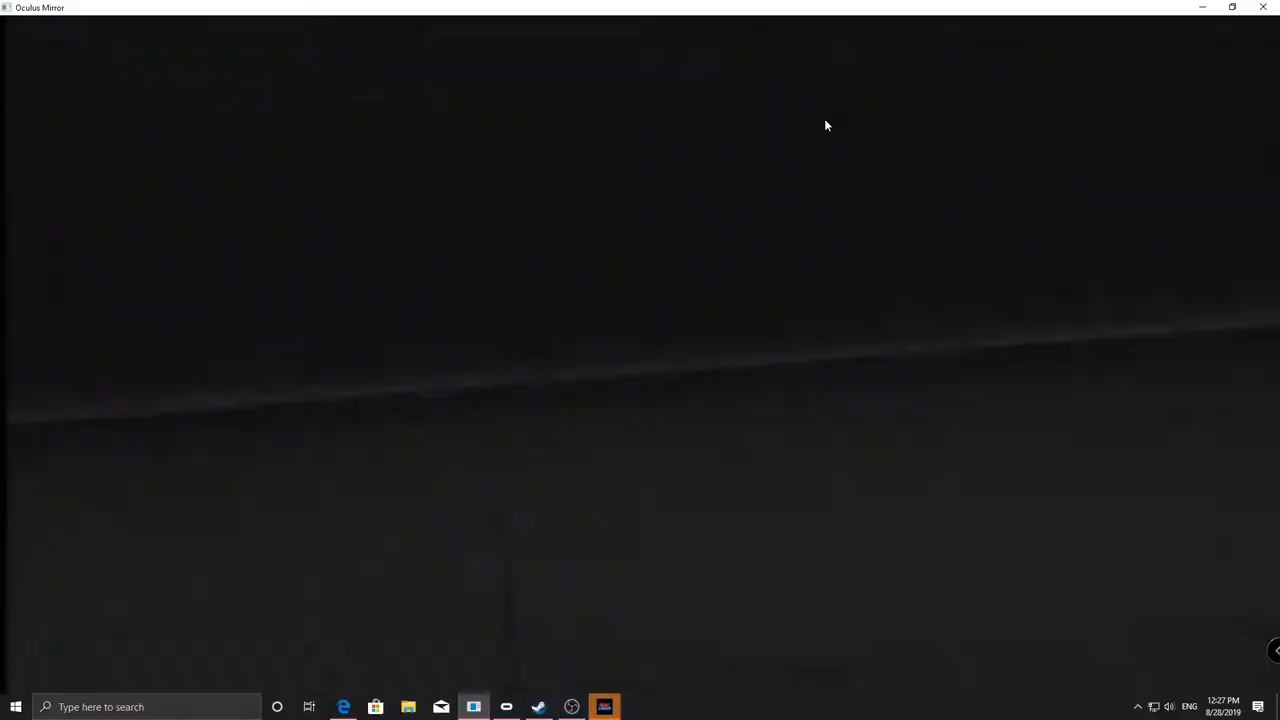 Oculus Mirror
Type here to search
ENG
12:27 PM
8/28/2019